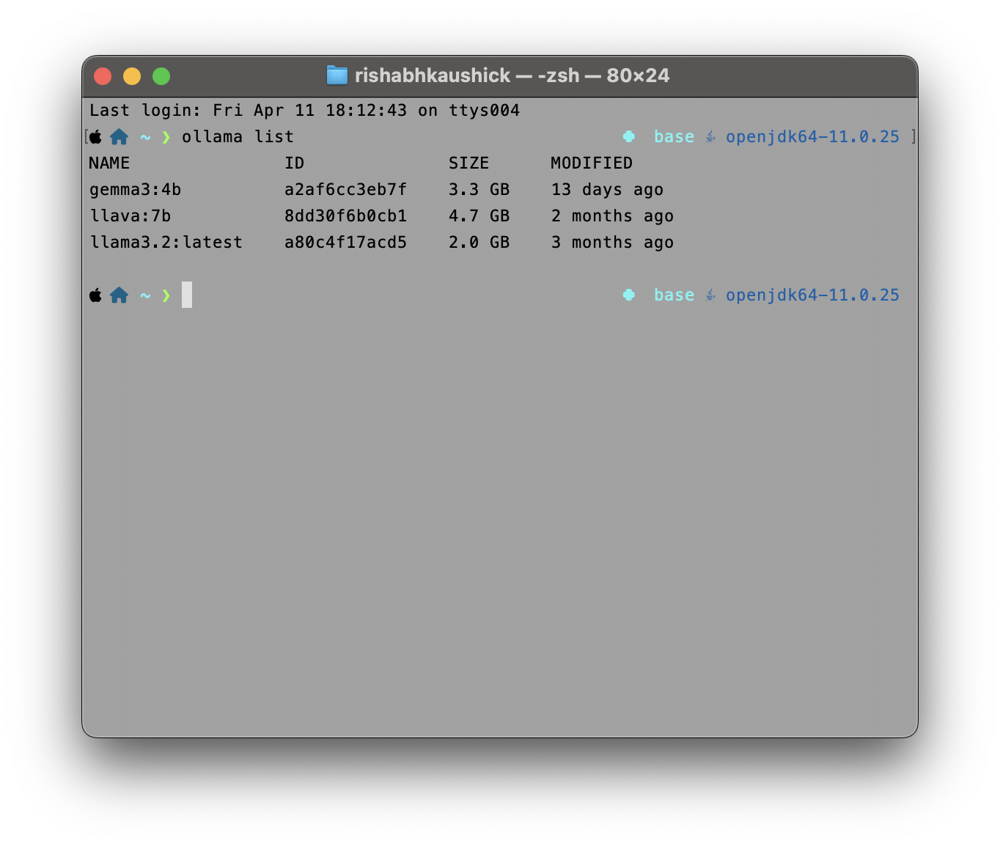 rishabhkaushick — -zsh — 80×24
Last login: Fri Apr 11 18:12:43 on ttys004
[ ~ ❯ ollama list base openjdk64-11.0.25 ]
NAME ID SIZE MODIFIED
gemma3:4b a2af6cc3eb7f 3.3 GB 13 days ago
llava:7b 8dd30f6b0cb1 4.7 GB 2 months ago
llama3.2:latest a80c4f17acd5 2.0 GB 3 months ago
~ ❯ base openjdk64-11.0.25